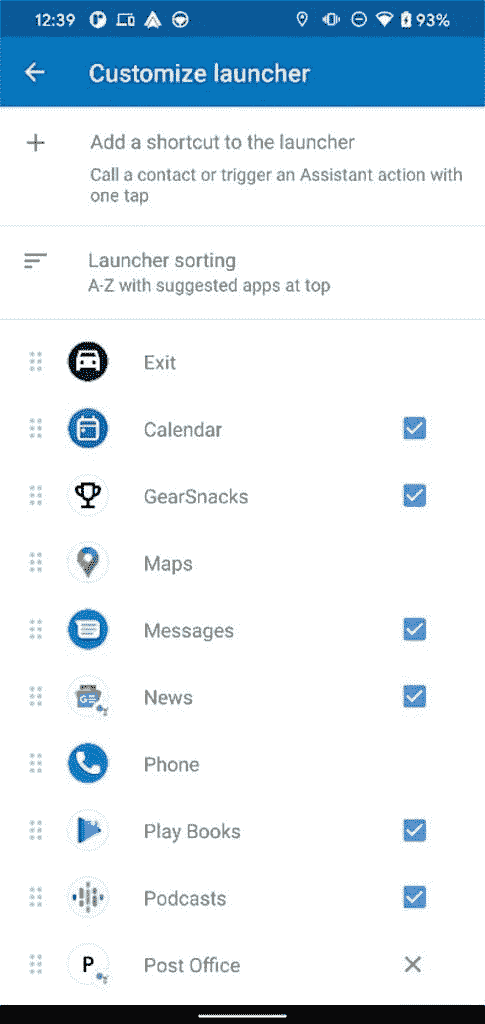 12:39 93%
Customize launcher
Add a shortcut to the launcher
Call a contact or trigger an Assistant action with
one tap
Launcher sorting
A-Z with suggested apps at top
Exit
Calendar
GearSnacks
Maps
Messages
GE News
Phone
Play Books
Podcasts
P Post Office